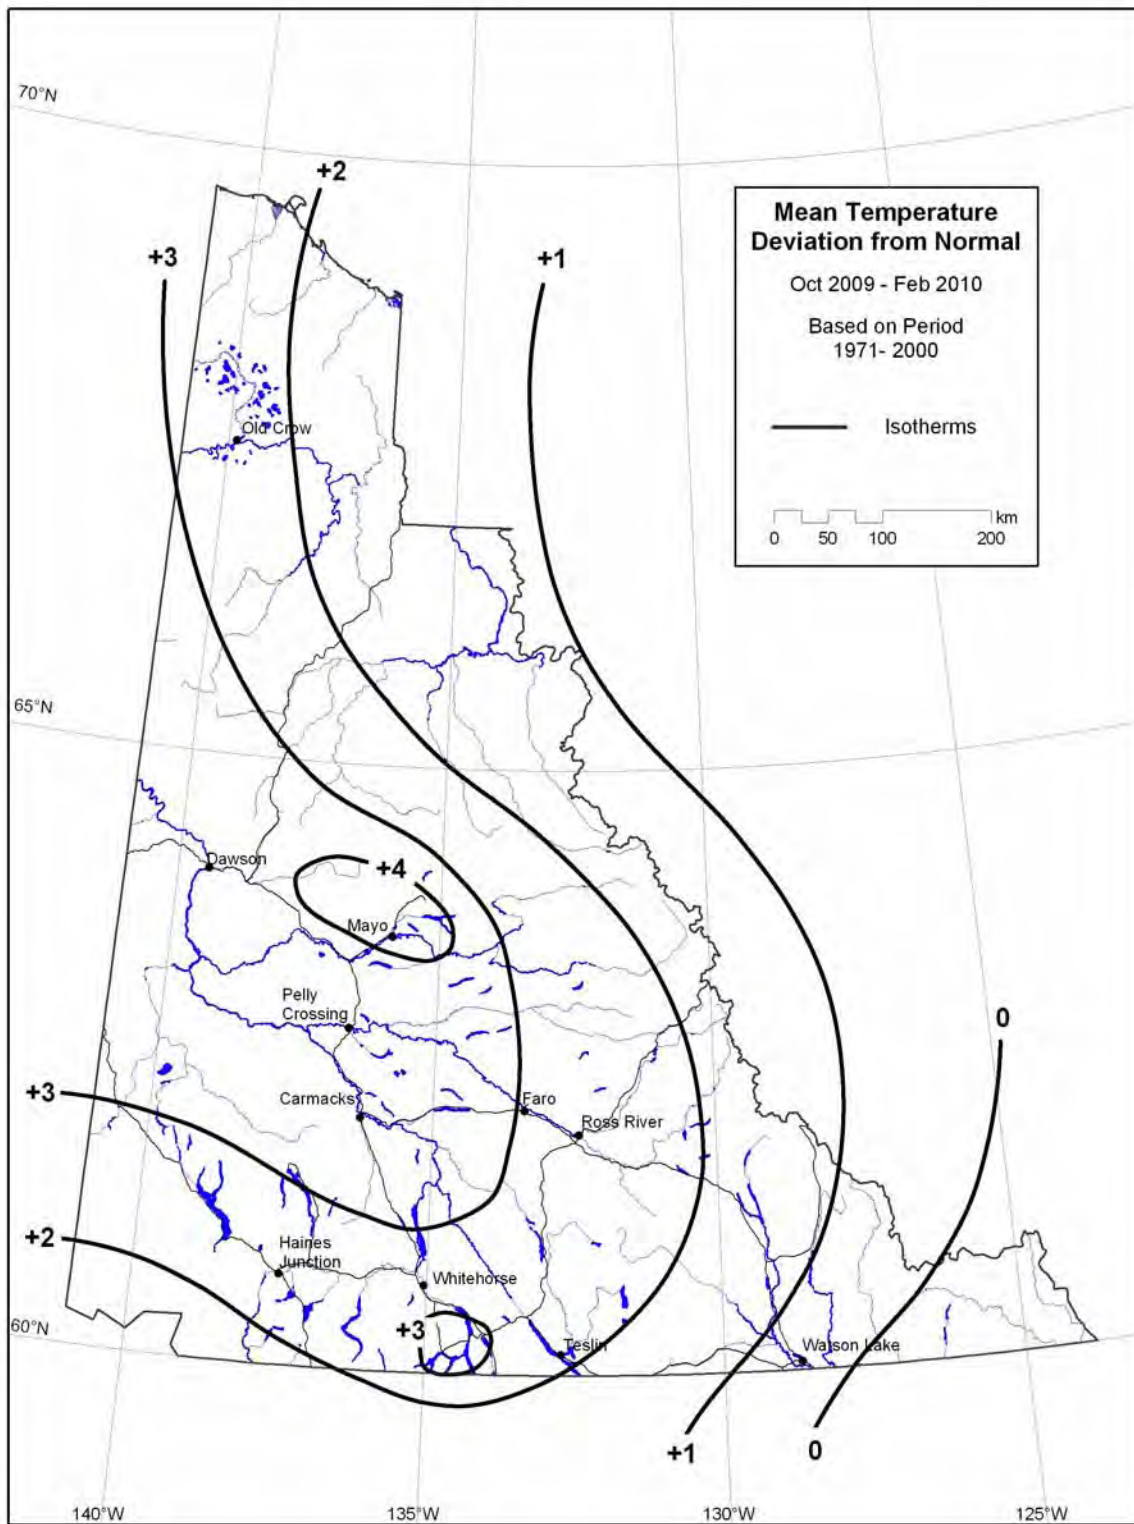 70°N
+2
+3
+1
Mean Temperature
Deviation from Normal
Oct 2009 - Feb 2010
Based on Period
1971- 2000
Isotherms
km
0 50 100 200
Old Crow
65°N
Dawson
+4
Mayo
Pelly
Crossing
0
+3
Carmacks
Faro
Ross River
+2
Haines
Junction
Whitehorse
60°N
+3
Teslin
Watson Lake
+1
0
140°W
135°W
130°W
125°W